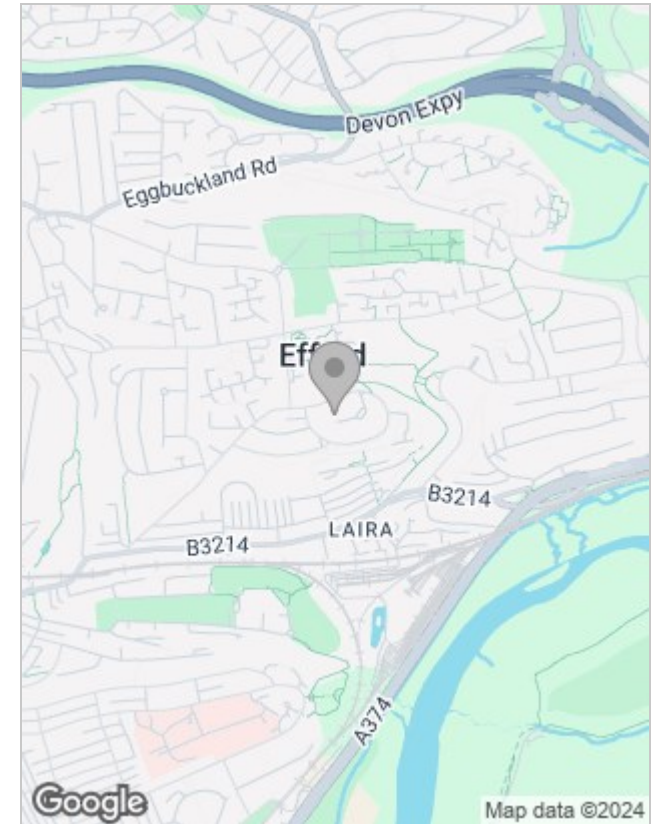 Devon Expy
Eggbuckland Rd
B3214
LAIRA
B3214
A374
Google
Map data ©2024